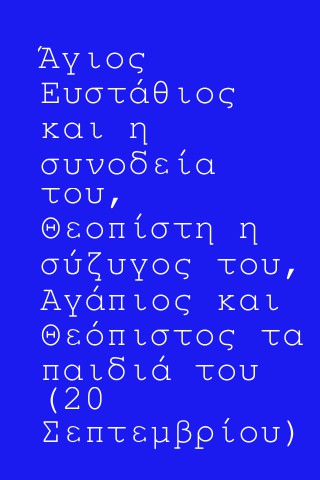 Άγιος
Ευστάθιος
και η
συνοδεία
του,
Θεοπίστη η
σύζυγος του,
Αγάπιος και
Θεόπιστος τα
παιδιά του
(20
Σεπτεμβρίου)